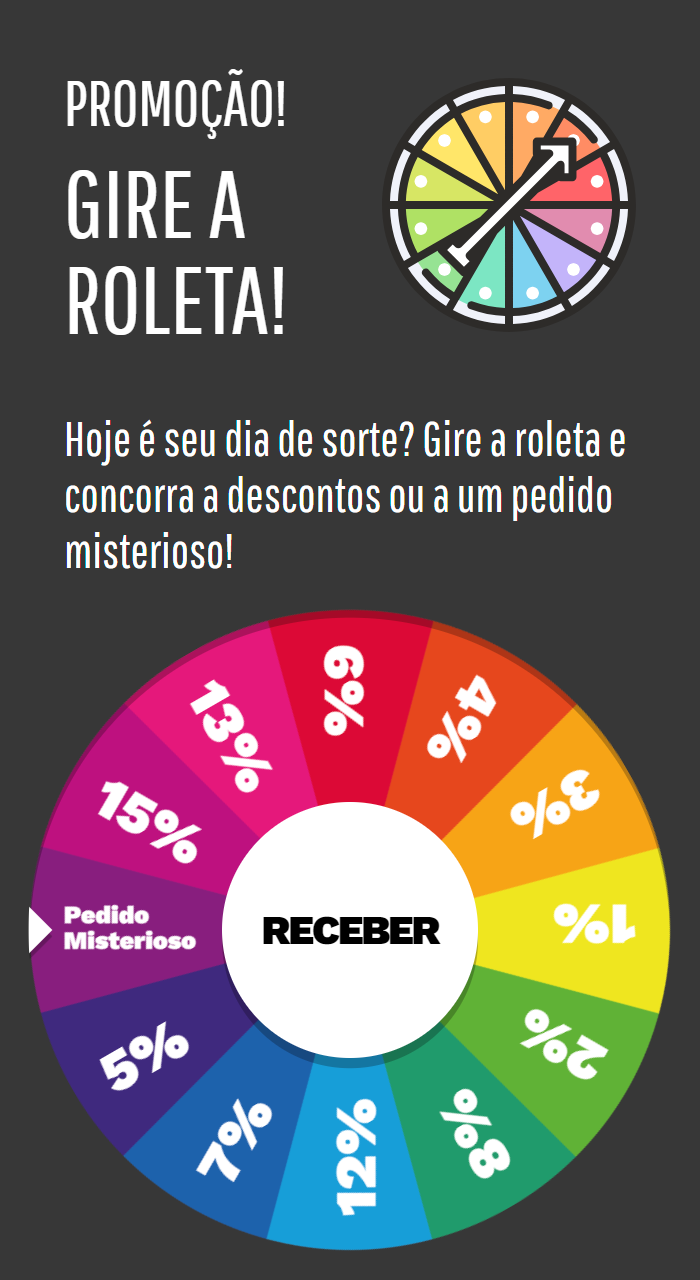 PROMOÇÃO!
GIRE A
ROLETA!
Hoje é seu dia de sorte? Gire a roleta e
concorra a descontos ou a um pedido
misterioso!
13%
4%
15%
3%
Pedido
Misterioso
RECEBER
1%
5%
2%
7%
12%
8%